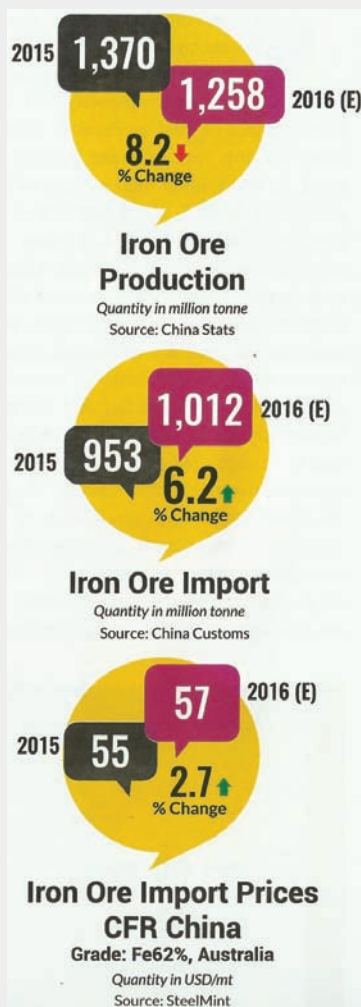 2015
1,370
1,258
2016 (E)
8.2
% Change
Iron Ore
Production
Quantity in million tonne
Source: China Stats
1,012
2016 (E)
2015
953
6.2
% Change
Iron Ore Import
Quantity in million tonne
Source: China Customs
57
2016 (E)
2015
55
2.7
% Change
Iron Ore Import Prices
CFR China
Grade: Fe62%, Australia
Quantity in USD/mt
Source: SteelMint